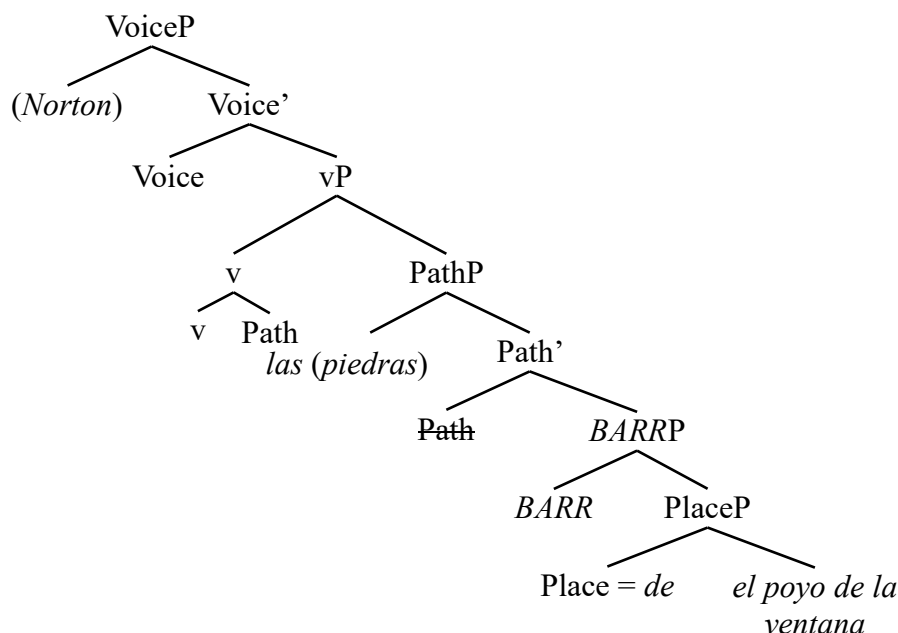 VoiceP
(Norton) Voice’
Voice vP
v PathP
v Path
las (piedras) Path’
Path BARRP
BARR PlaceP
Place = de el poyo de la
ventana